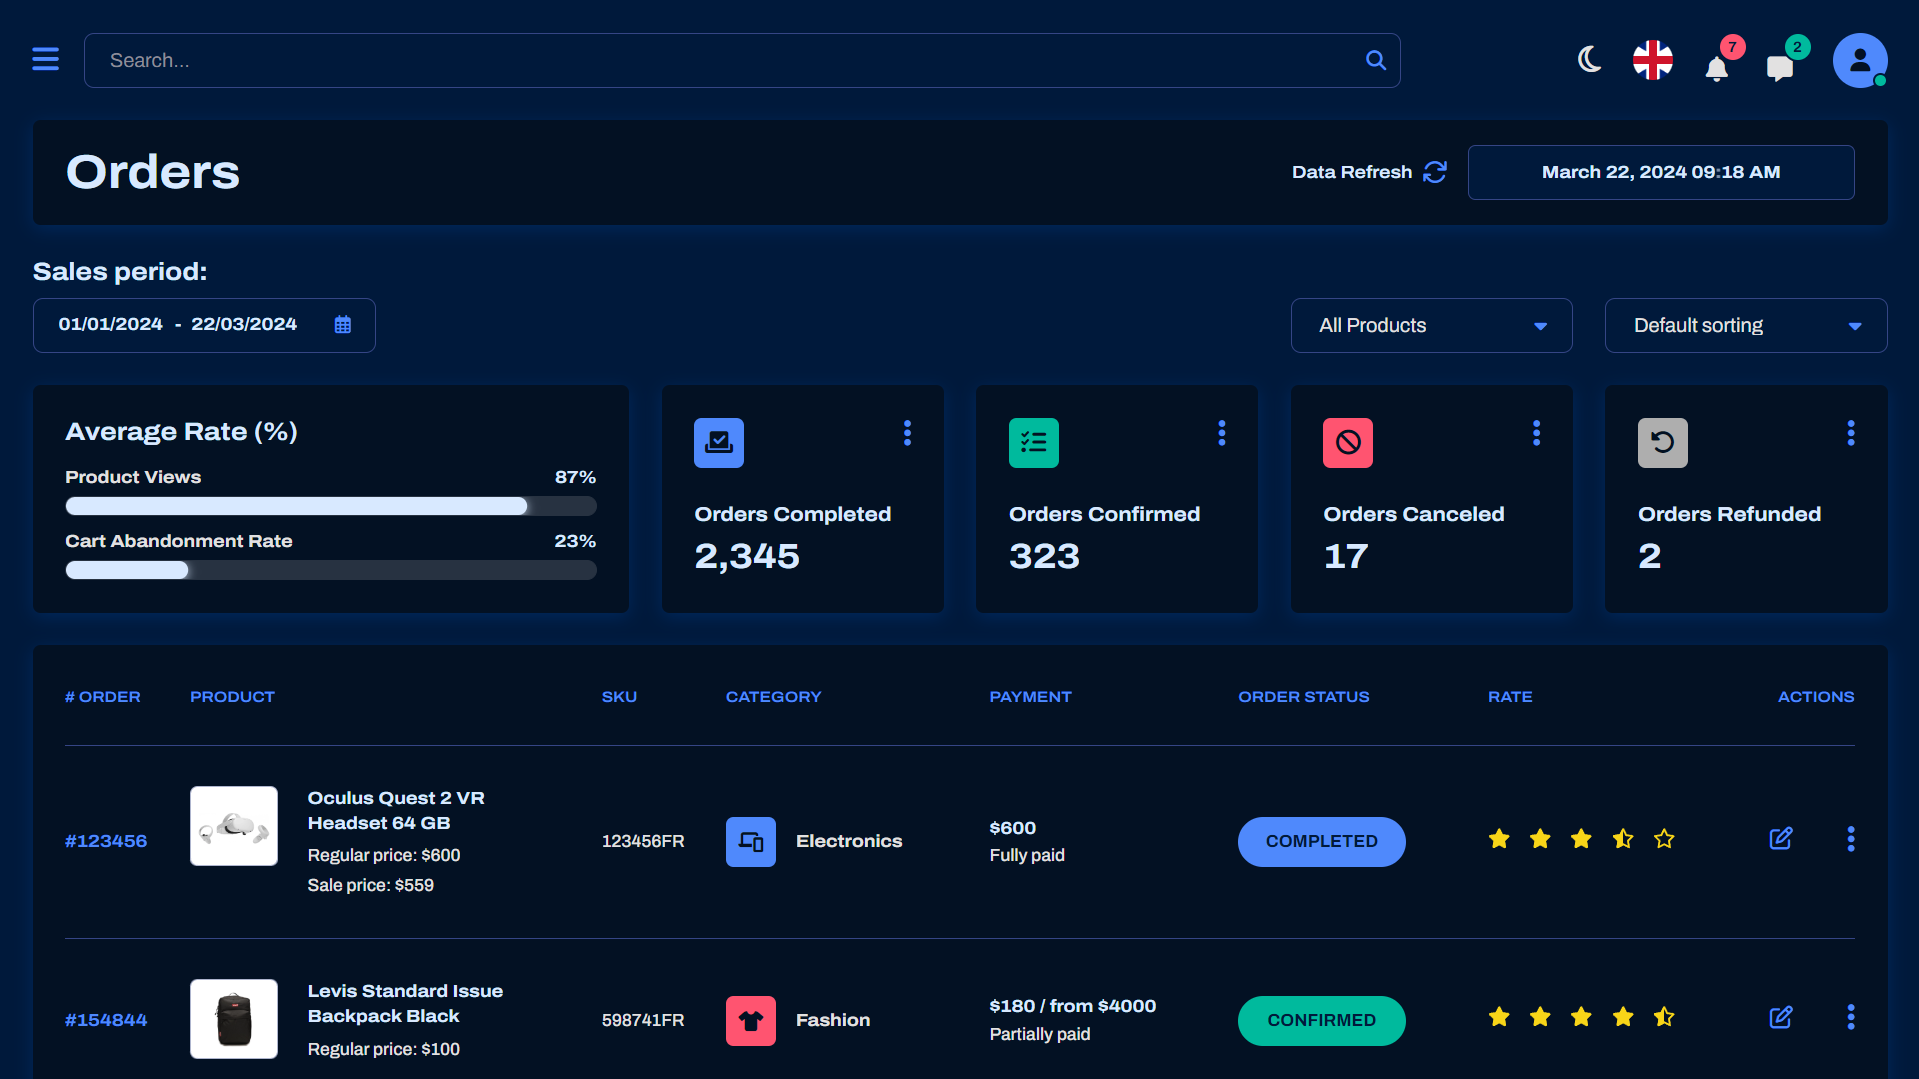 Search...
7
2
Orders
Data Refresh
March 22, 2024 09:18 AM
Sales period:
01/01/2024 - 22/03/2024
All Products
Default sorting
Average Rate (%)
Product Views
87%
Cart Abandonment Rate
23%
Orders Completed
2,345
Orders Confirmed
323
Orders Canceled
17
Orders Refunded
2
# ORDER
PRODUCT
SKU
CATEGORY
PAYMENT
ORDER STATUS
RATE
ACTIONS
#123456
Oculus Quest 2 VR
Headset 64 GB
Regular price: $600
Sale price: $559
123456FR
Electronics
$600
Fully paid
COMPLETED
#154844
Levis Standard Issue
Backpack Black
Regular price: $100
598741FR
Fashion
$180 / from $4000
Partially paid
CONFIRMED